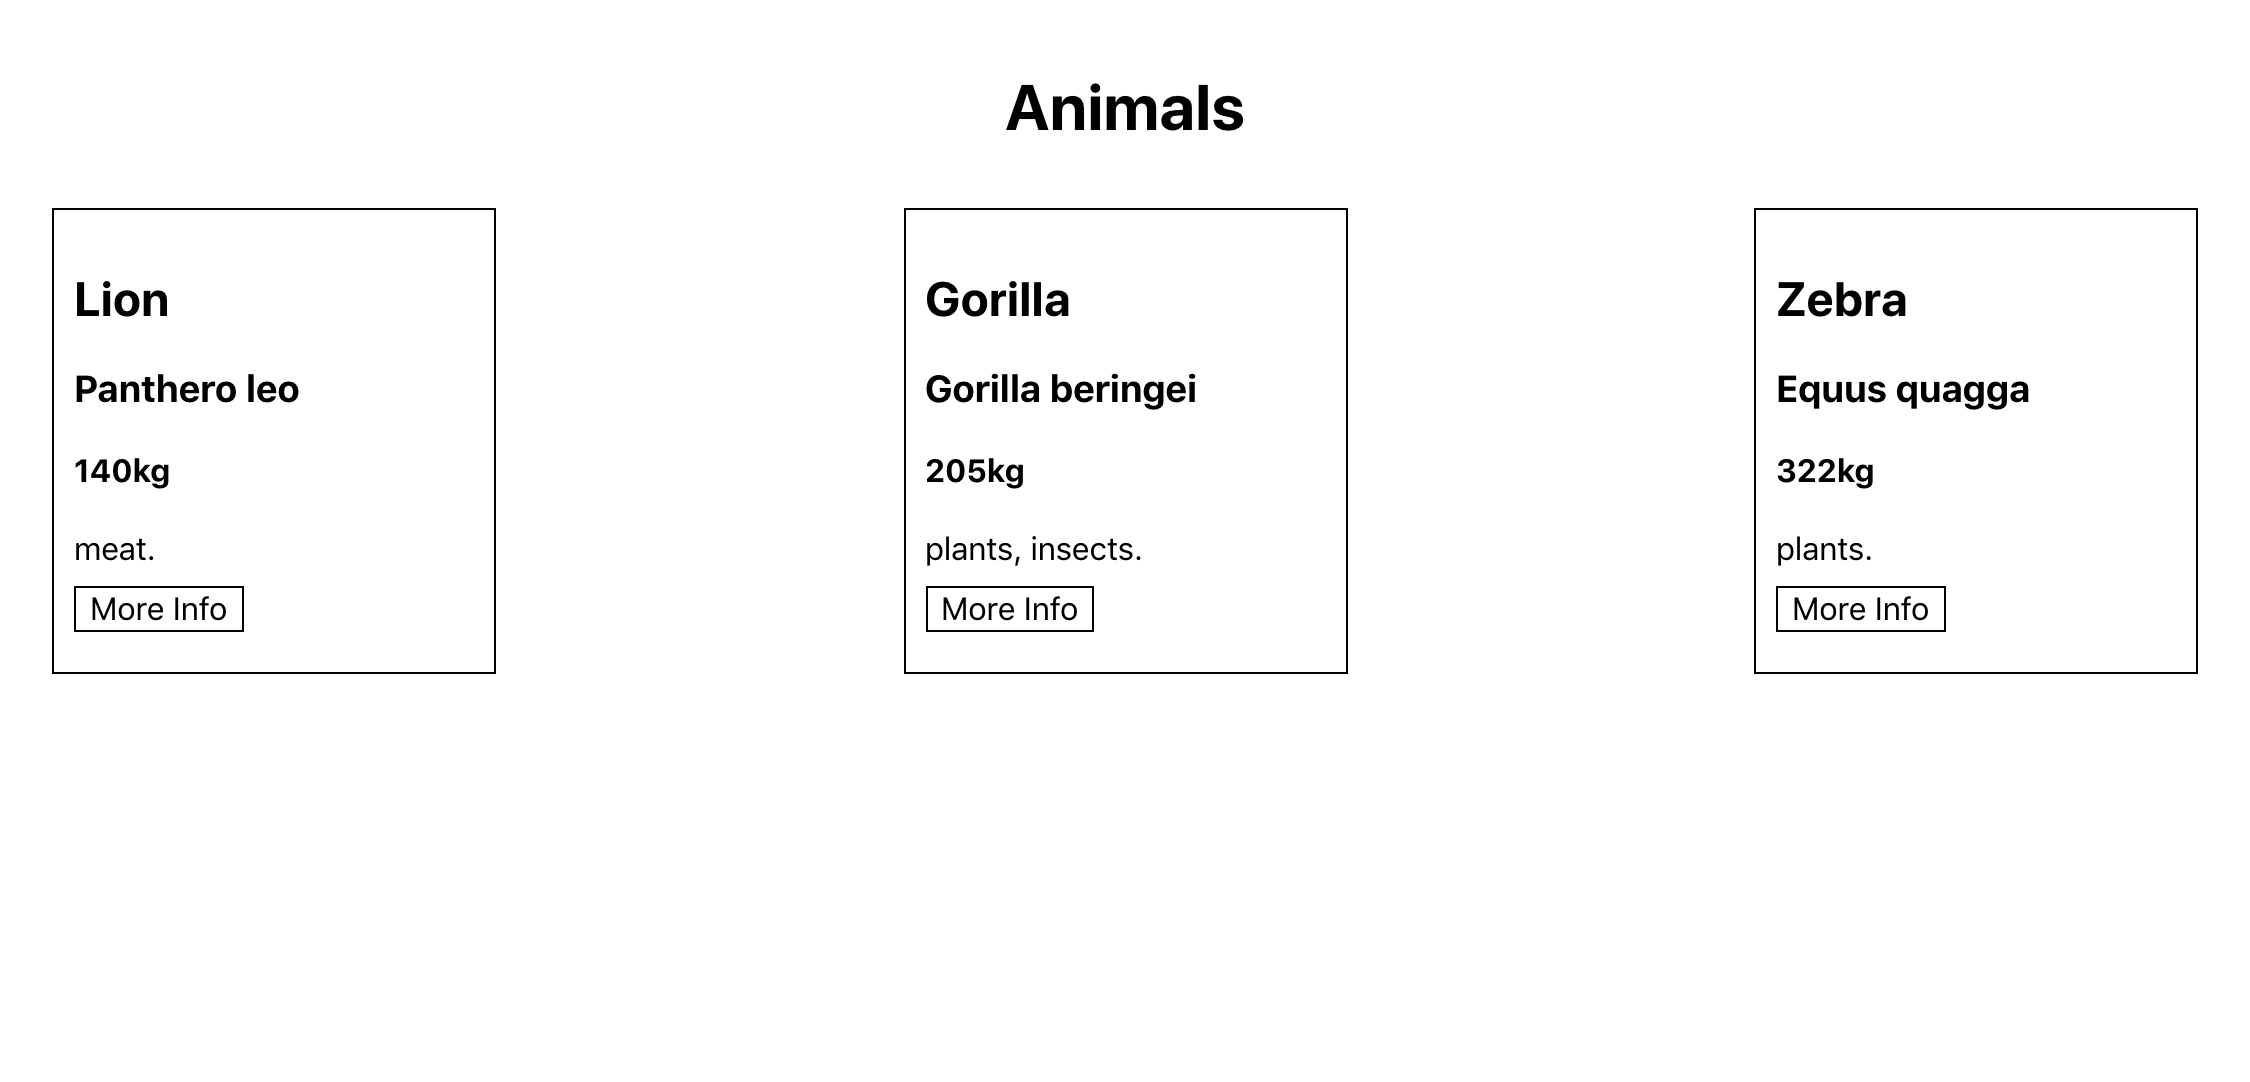 Animals
Lion
Panthero leo
140kg
meat.
More Info
Gorilla
Gorilla beringei
205kg
plants, insects.
More Info
Zebra
Equus quagga
322kg
plants.
More Info